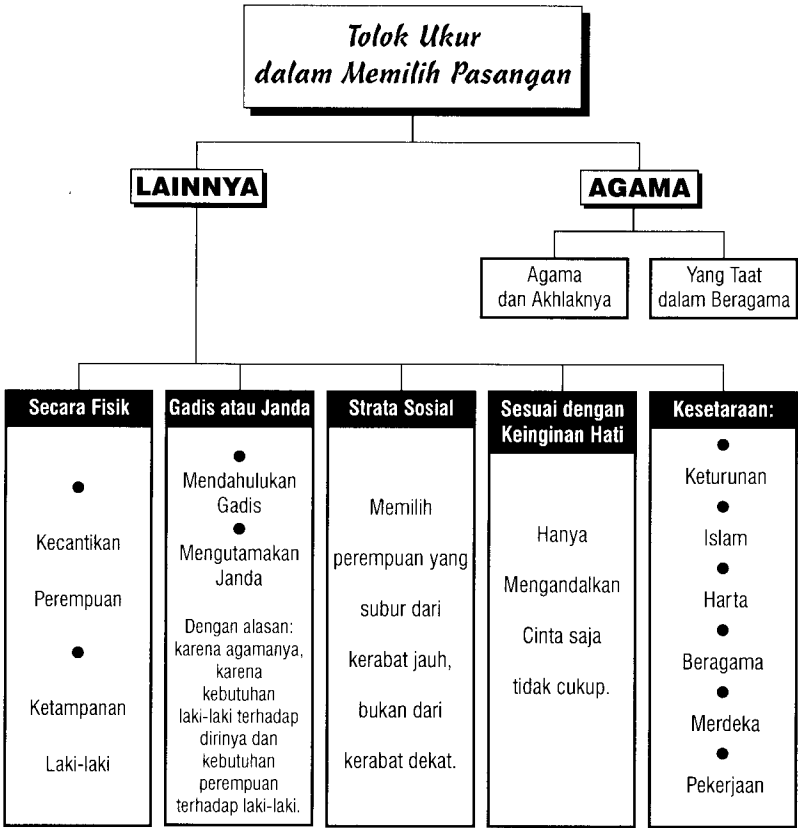 Tolok Ukur
dalam Memilih Pasangan
LAINNYA
AGAMA
Agama
dan Akhlaknya
Yang Taat
dalam Beragama
Secara Fisik
●
Kecantikan
Perempuan
●
Ketampanan
Laki-laki
Gadis atau Janda
●
Mendahulukan
Gadis
●
Mengutamakan
Janda
Dengan alasan:
karena agamanya,
karena
kebutuhan
laki-laki terhadap
dirinya dan
kebutuhan
perempuan
terhadap laki-laki.
Strata Sosial
Memilih
perempuan yang
subur dari
kerabat jauh,
bukan dari
kerabat dekat.
Sesuai dengan
Keinginan Hati
Hanya
Mengandalkan
Cinta saja
tidak cukup.
Kesetaraan:
●
Keturunan
●
Islam
●
Harta
●
Beragama
●
Merdeka
●
Pekerjaan